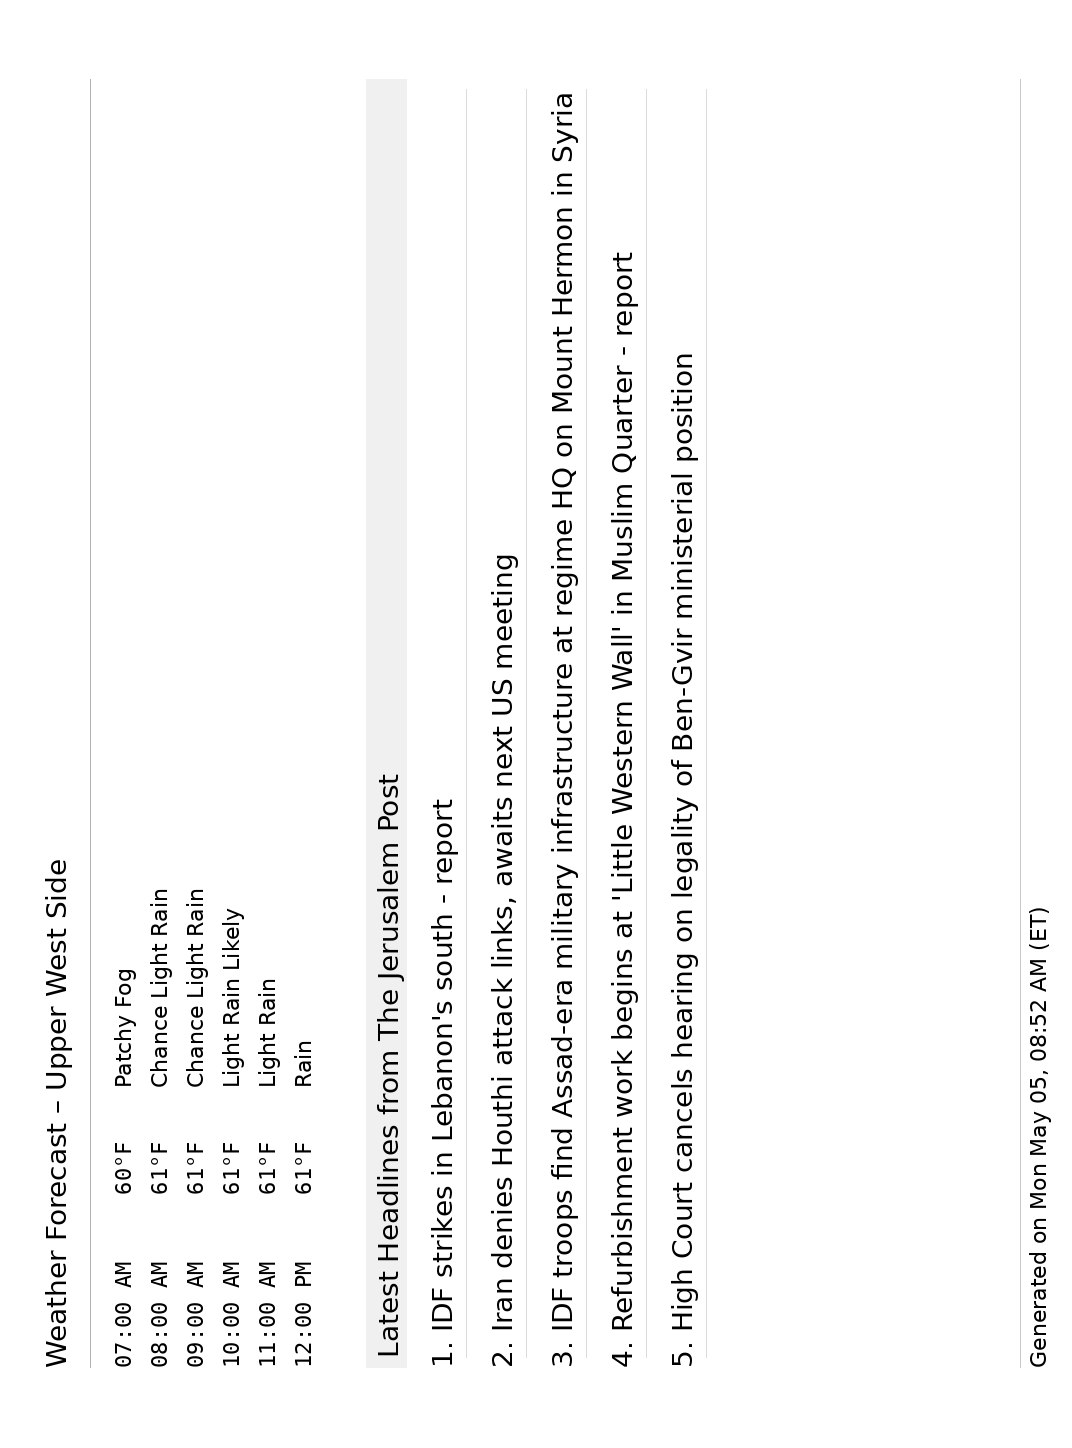 Weather Forecast – Upper West Side
07:00 AM 60°F Patchy Fog
08:00 AM 61°F Chance Light Rain
09:00 AM 61°F Chance Light Rain
10:00 AM 61°F Light Rain Likely
11:00 AM 61°F Light Rain
12:00 PM 61°F Rain
Latest Headlines from The Jerusalem Post
1. IDF strikes in Lebanon's south - report
2. Iran denies Houthi attack links, awaits next US meeting
3. IDF troops find Assad-era military infrastructure at regime HQ on Mount Hermon in Syria
4. Refurbishment work begins at 'Little Western Wall' in Muslim Quarter - report
5. High Court cancels hearing on legality of Ben-Gvir ministerial position
Generated on Mon May 05, 08:52 AM (ET)